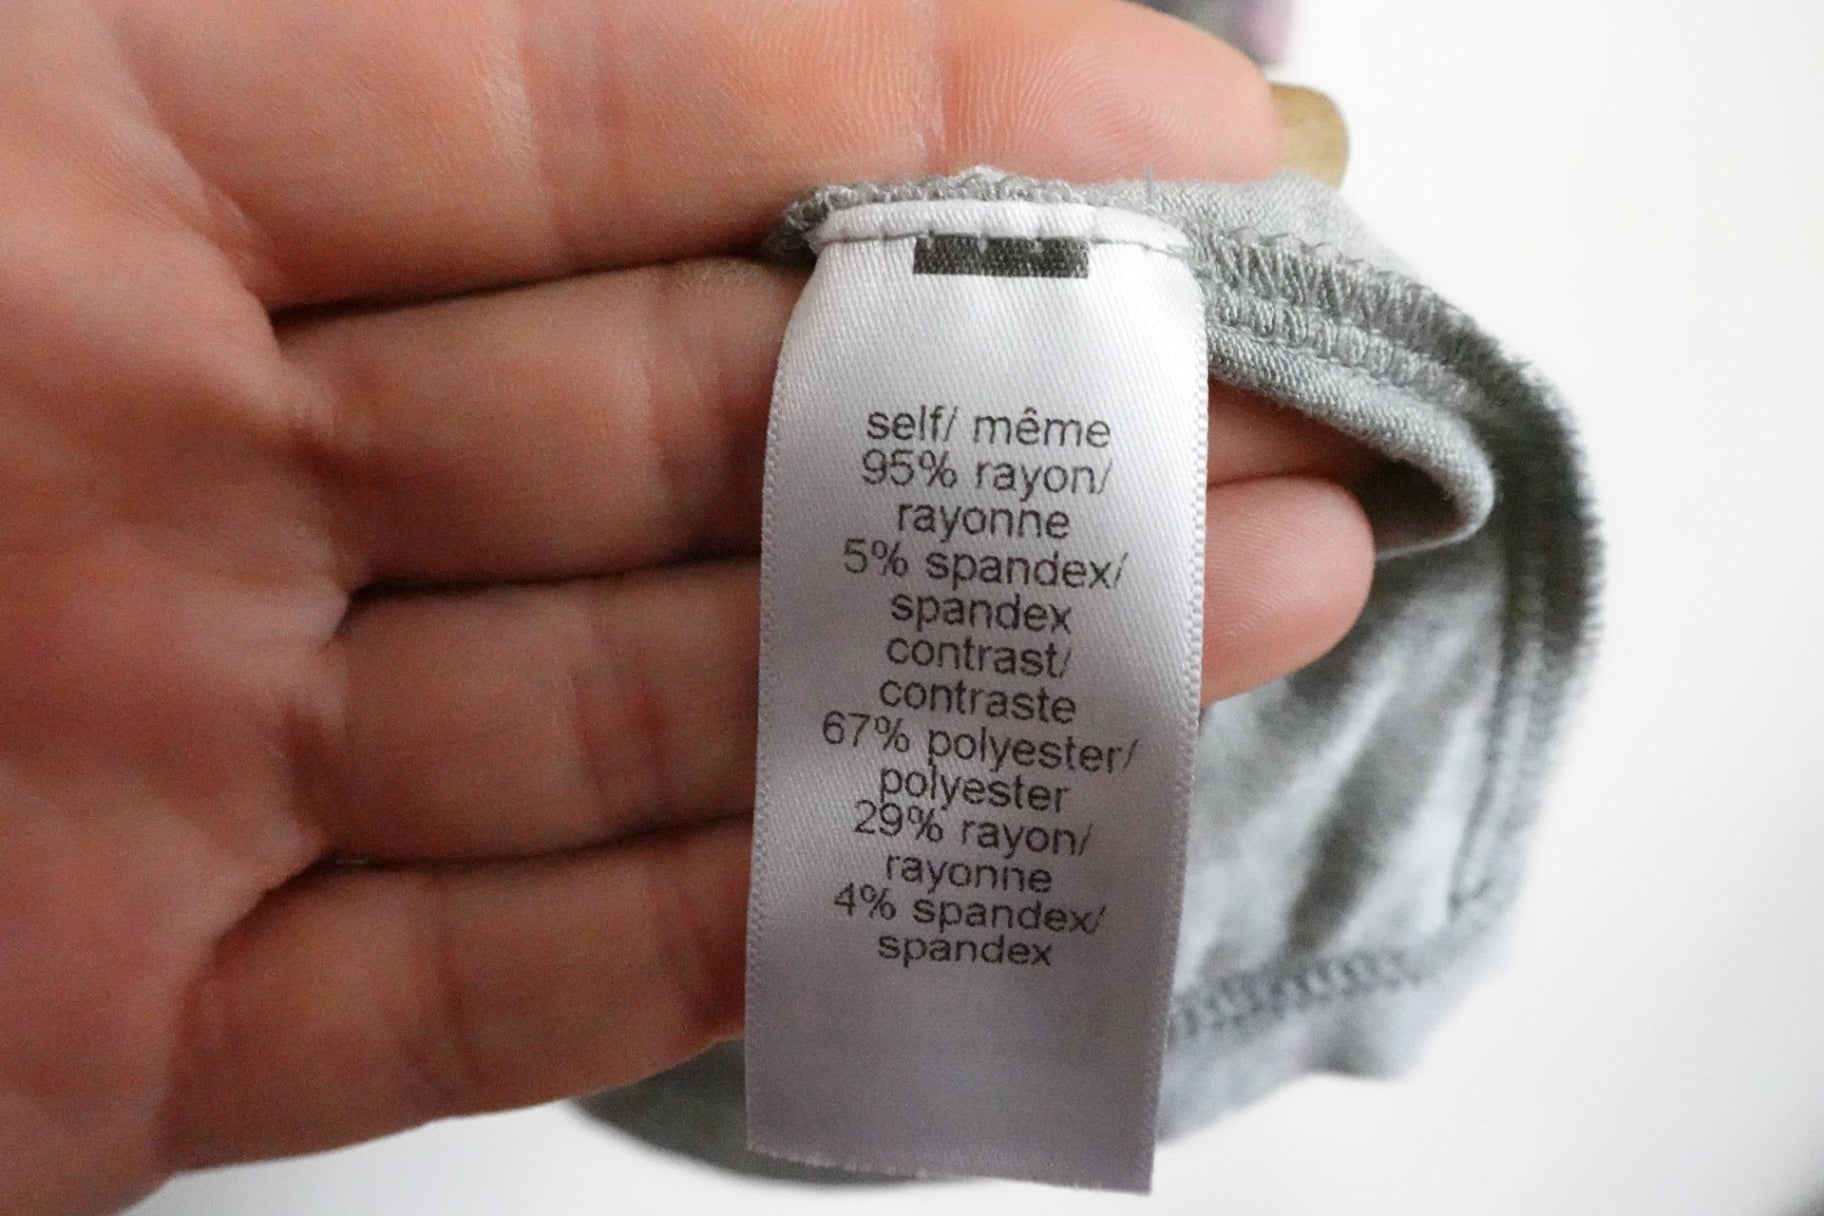 self/ même
95% rayon/
rayonne
5% spandex/
spandex
contrast/
contraste
67% polyester/
polyester
29% rayon/
rayonne
4% spandex/
spandex